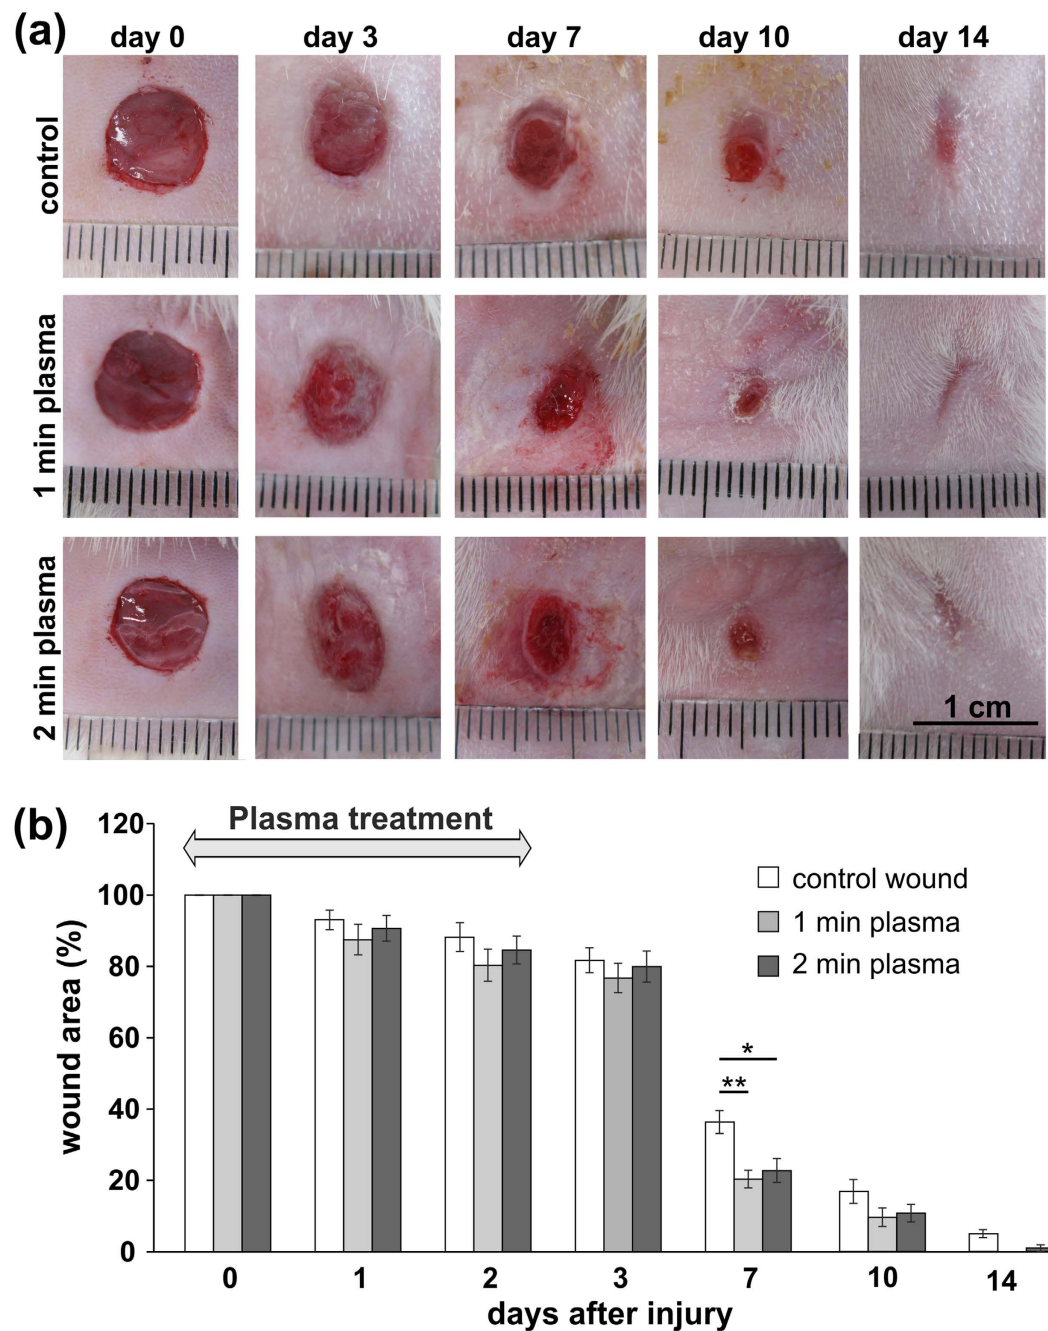 (a)
day 0 day 3 day 7 day 10 day 14
control
1 min plasma
2 min plasma
1 cm
(b)
Plasma treatment
control wound
1 min plasma
2 min plasma
wound area (%)
120
100
80
60
40
20
0
*
**
0 1 2 3 7 10 14
days after injury